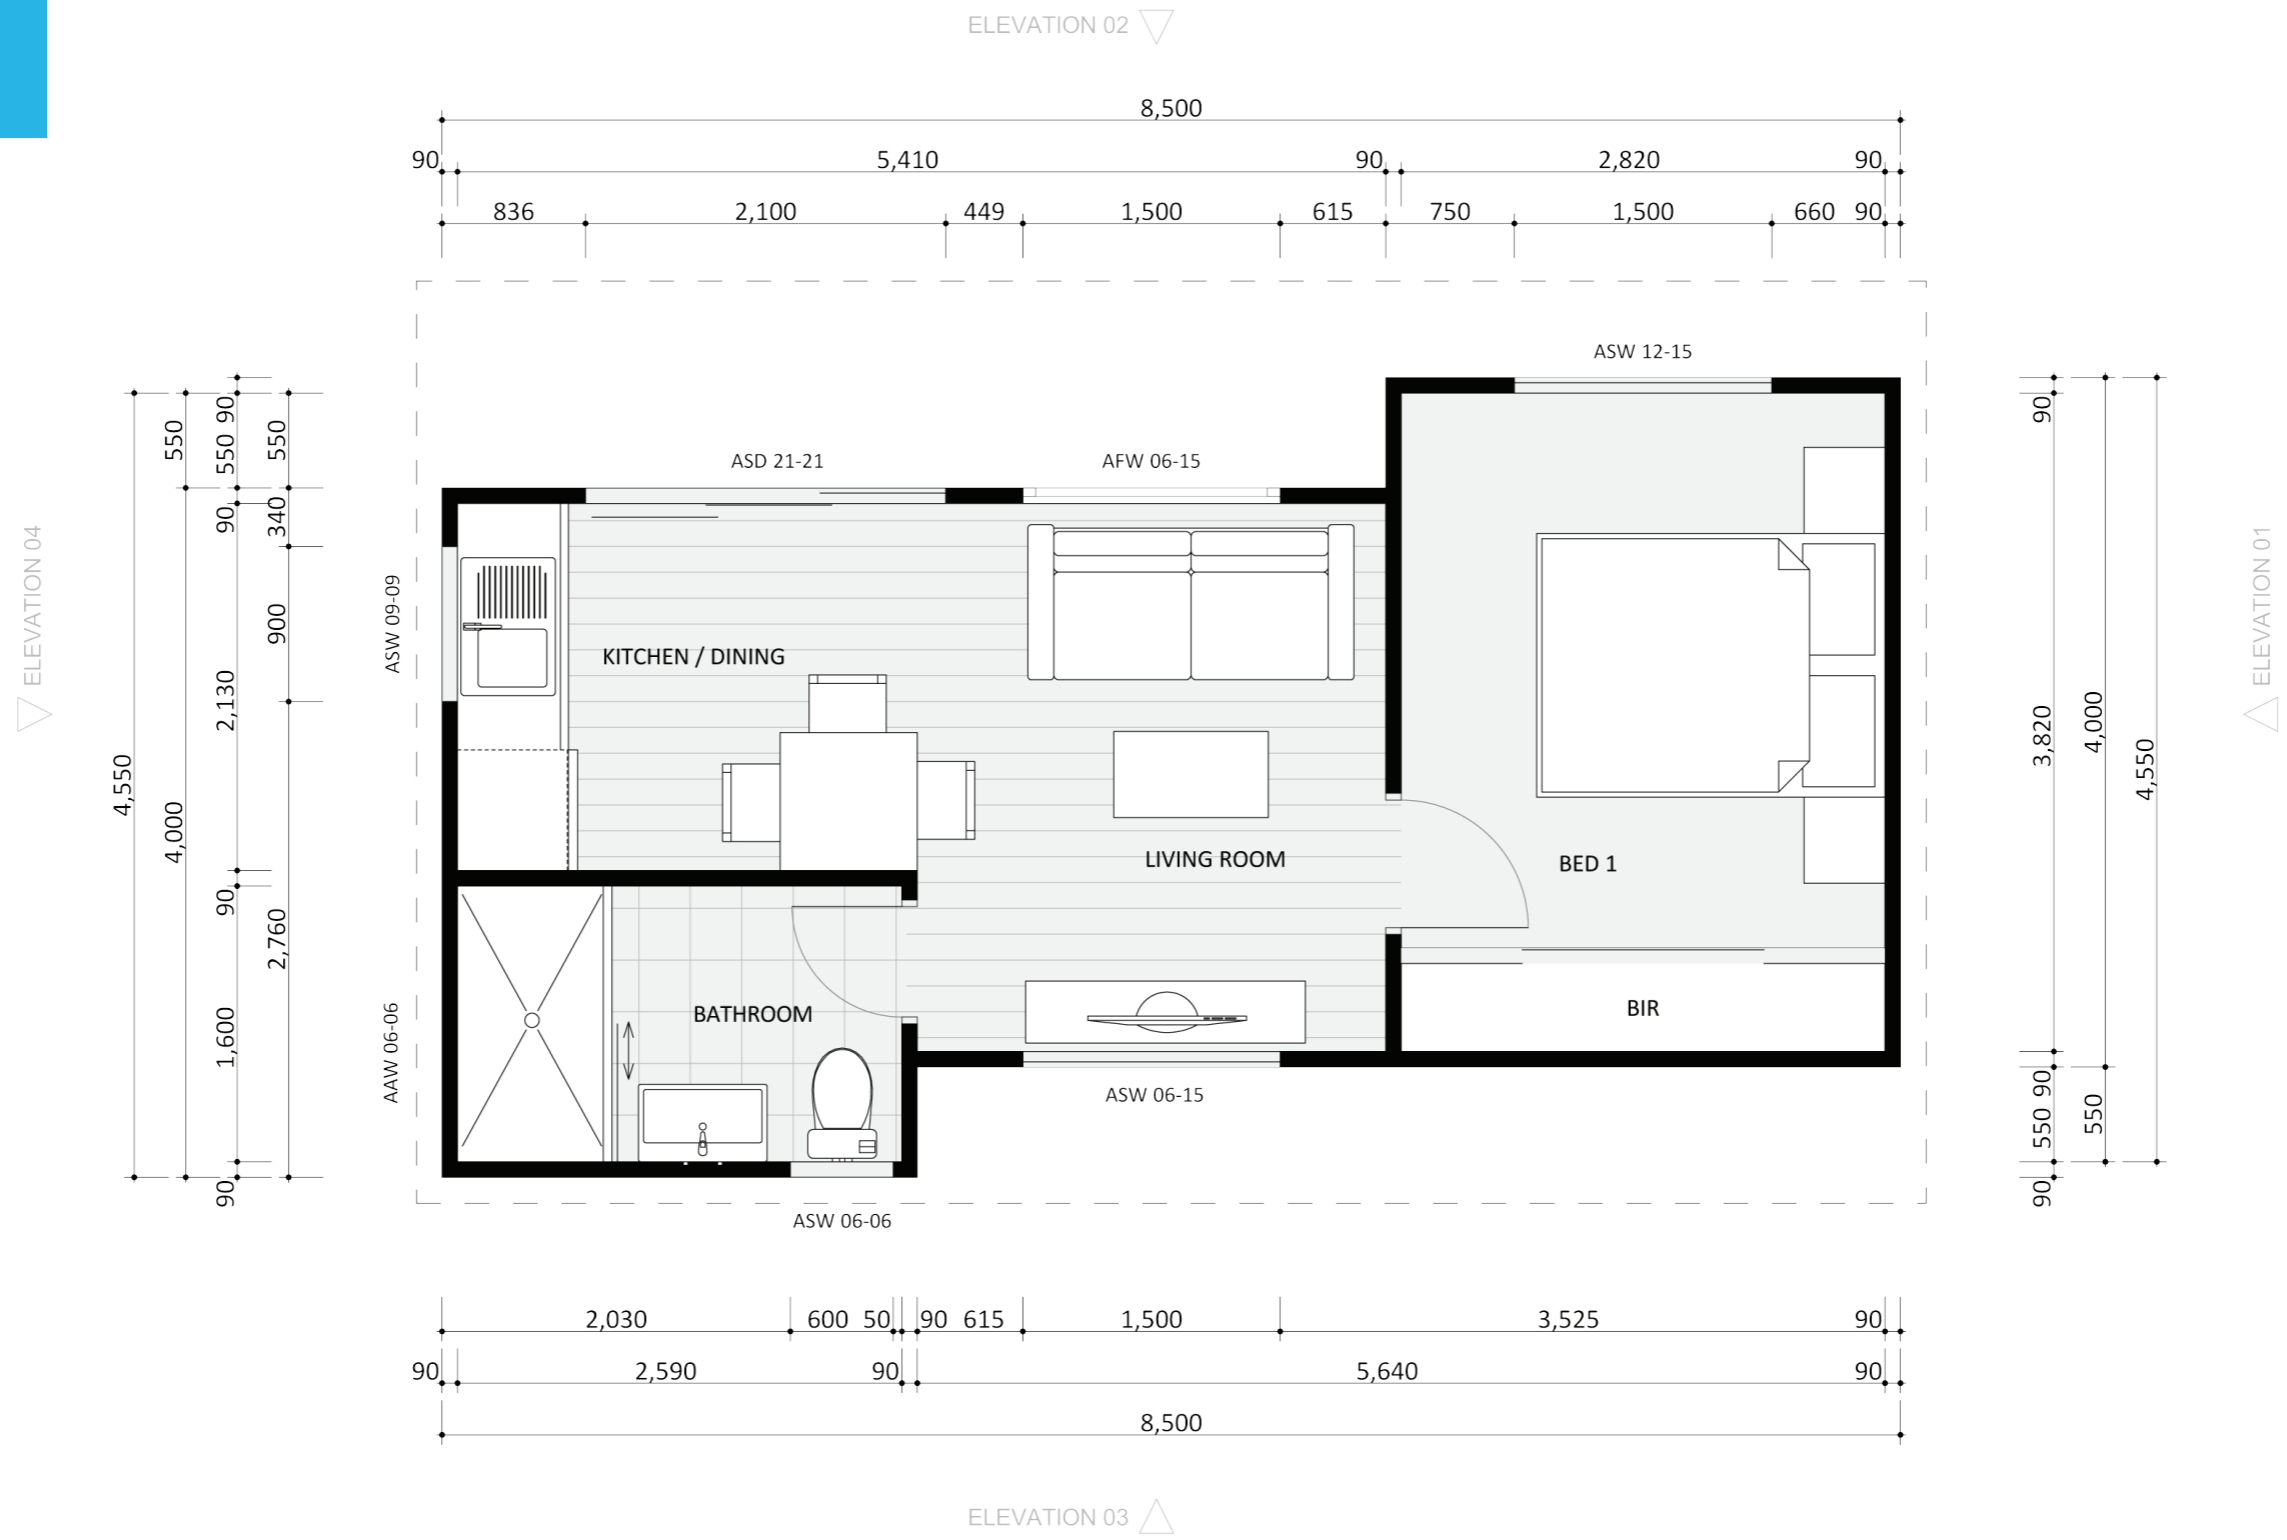 ELEVATION 02
8,500
90 5,410 90 2,820 90
836 2,100 449 1,500 615 750 1,500 660 90
ASW 12-15
ASD 21-21
AFW 06-15
ELEVATION 04
4,550
550
4,000
90
550
90
2,130
90
1,600
90
550
340
900
2,760
ASW 09-09
AAW 06-06
KITCHEN / DINING
LIVING ROOM
BED 1
BATHROOM
BIR
ASW 06-15
ASW 06-06
90
3,820
90
550
90
4,000
550
4,550
ELEVATION 01
2,030 600 50 90 615 1,500 3,525 90
90 2,590 90 5,640 90
8,500
ELEVATION 03